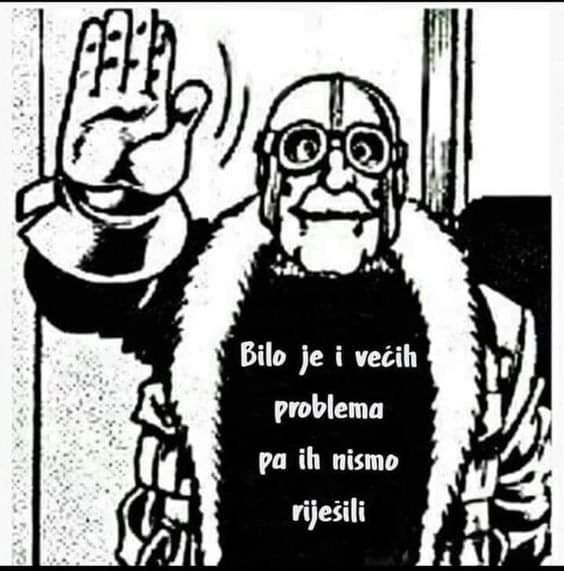 Bilo je i većih
problema
pa ih nismo
riješili